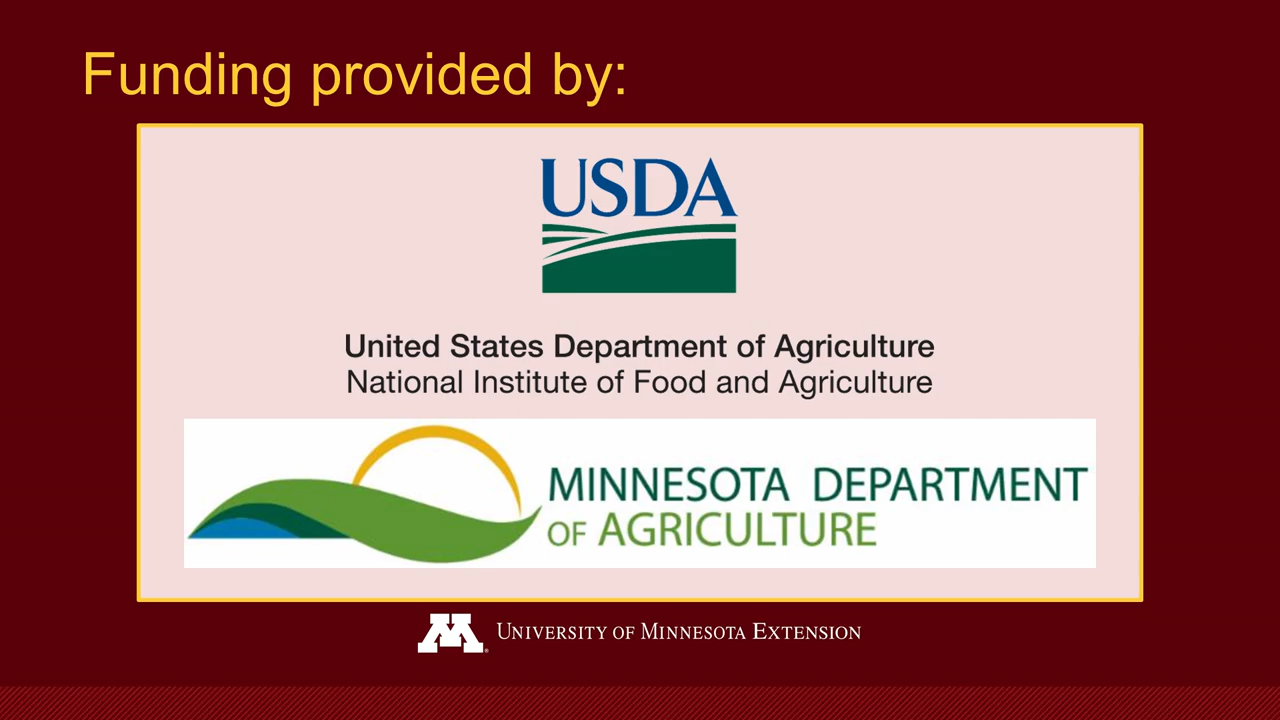 Funding provided by:
USDA
United States Department of Agriculture
National Institute of Food and Agriculture
MINNESOTA DEPARTMENT
OF AGRICULTURE
M® UNIVERSITY OF MINNESOTA EXTENSION